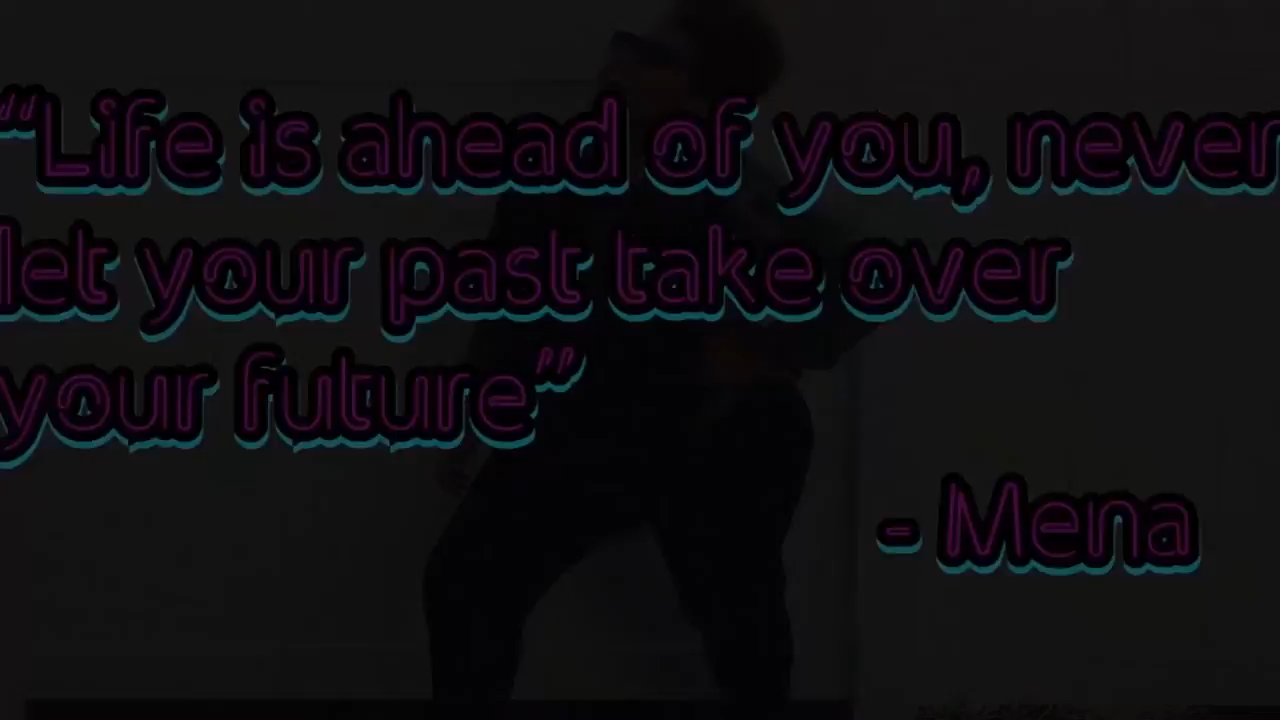 “Life is ahead of you, never
let your past take over
your future”
- Mena